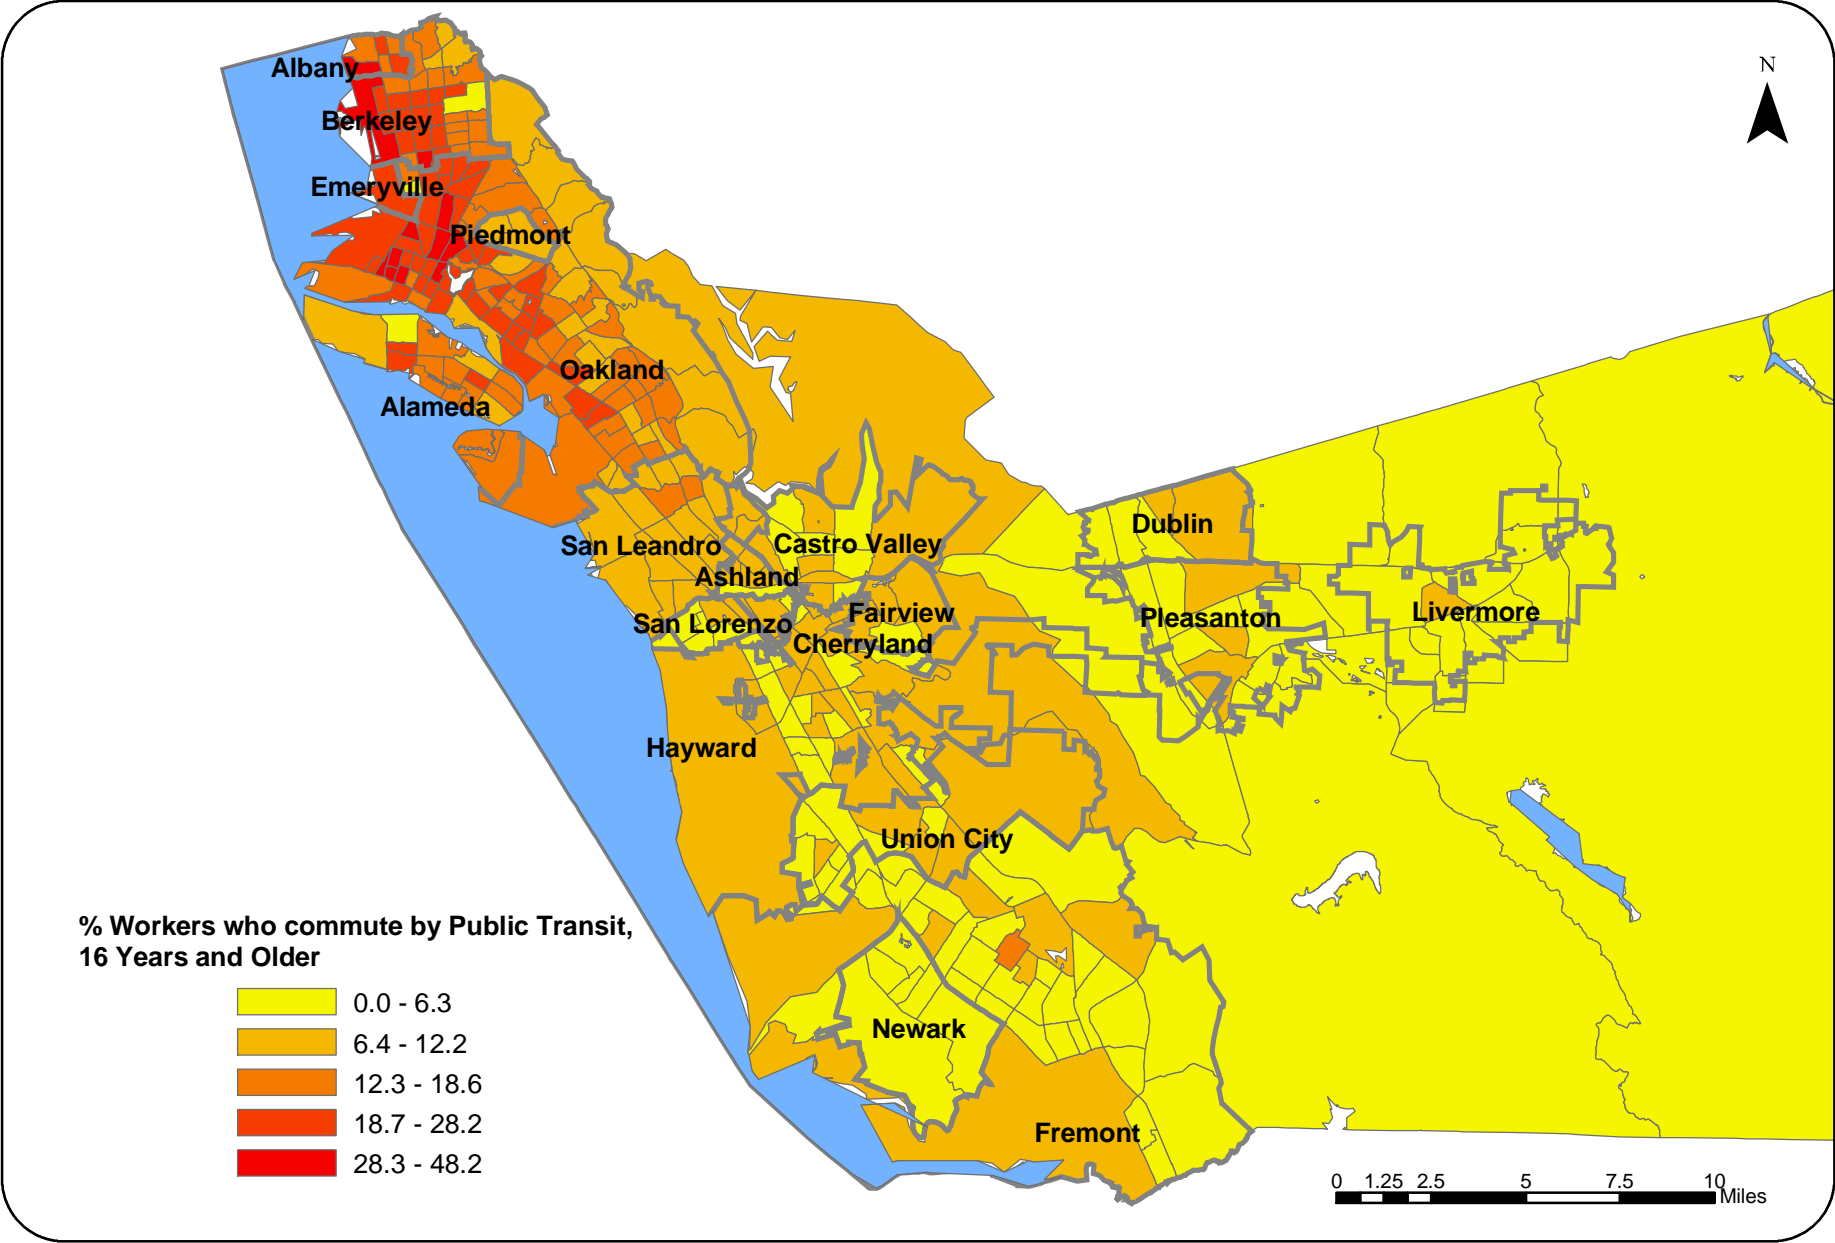 N
Albany
Berkeley
Emeryville
Piedmont
Oakland
Alameda
Dublin
San Leandro
Castro Valley
Ashland
Fairview
Pleasanton
Livermore
San Lorenzo
Cherryland
Hayward
Union City
% Workers who commute by Public Transit,
16 Years and Older
0.0 - 6.3
6.4 - 12.2
12.3 - 18.6
18.7 - 28.2
28.3 - 48.2
Newark
Fremont
0 1.25 2.5 5 7.5 10
Miles